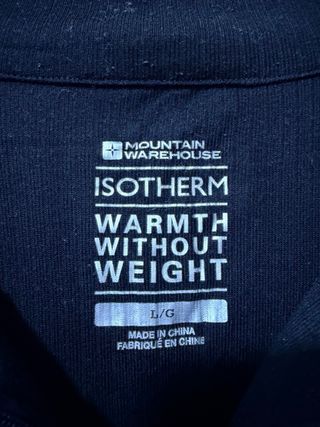 MOUNTAIN
WAREHOUSE
ISOTHERM
WARMTH
WITHOUT
WEIGHT
L/G
MADE IN CHINA
FABRIQUÉ EN CHINE